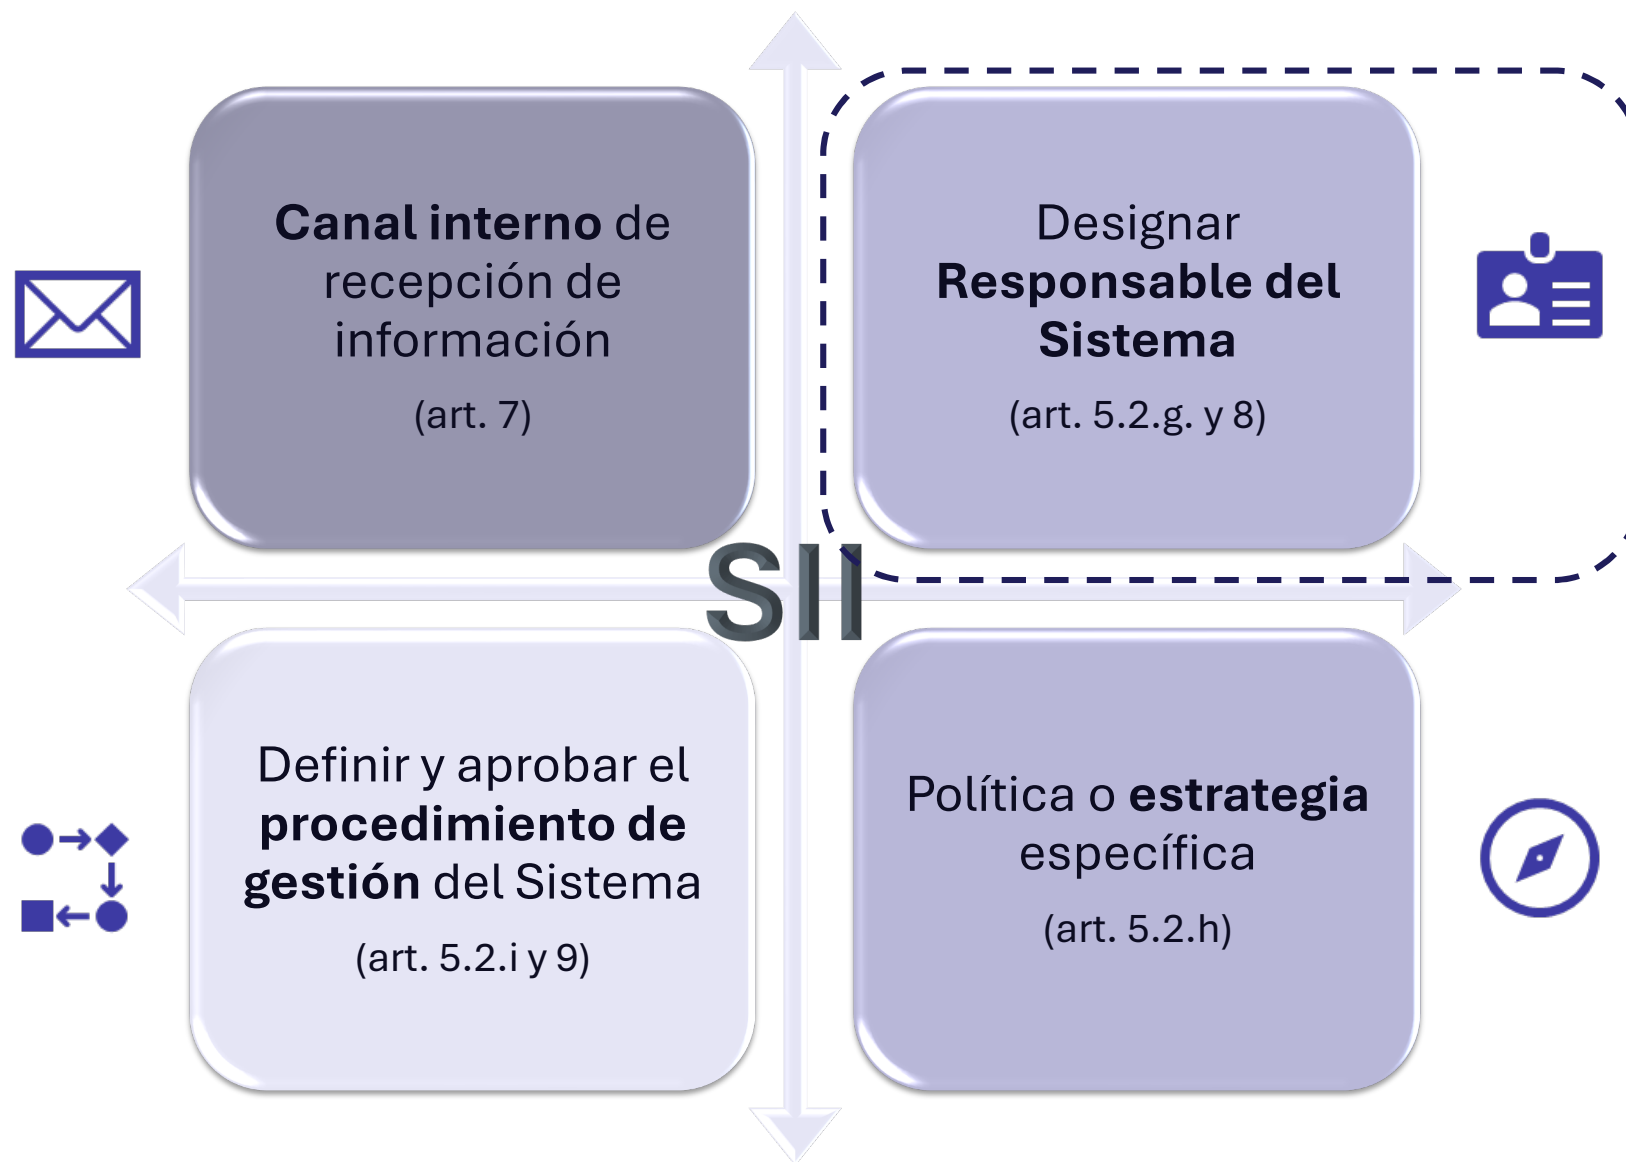 Canal interno de
recepción de
información
(art. 7)
Designar
Responsable del
Sistema
(art. 5.2.g. y 8)
SII
Definir y aprobar el
procedimiento de
gestión del Sistema
(art. 5.2.i y 9)
Política o estrategia
específica
(art. 5.2.h)